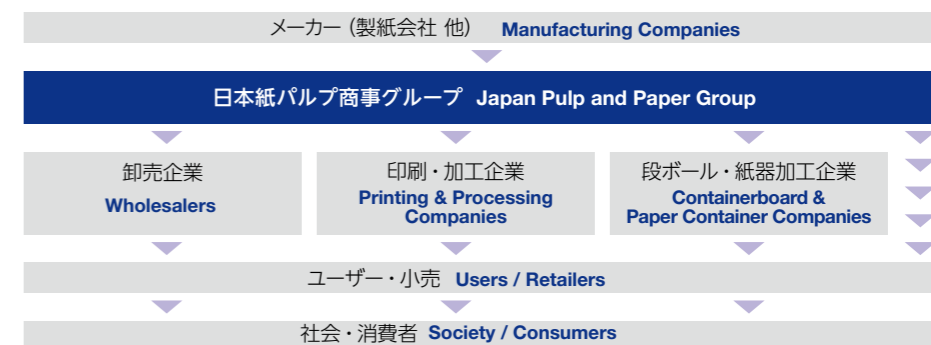 メーカー（製紙会社 他） Manufacturing Companies
日本紙パルプ商事グループ Japan Pulp and Paper Group
卸売企業
Wholesalers
印刷・加工企業
Printing & Processing
Companies
段ボール・紙器加工企業
Containerboard &
Paper Container Companies
ユーザー・小売 Users / Retailers
社会・消費者 Society / Consumers